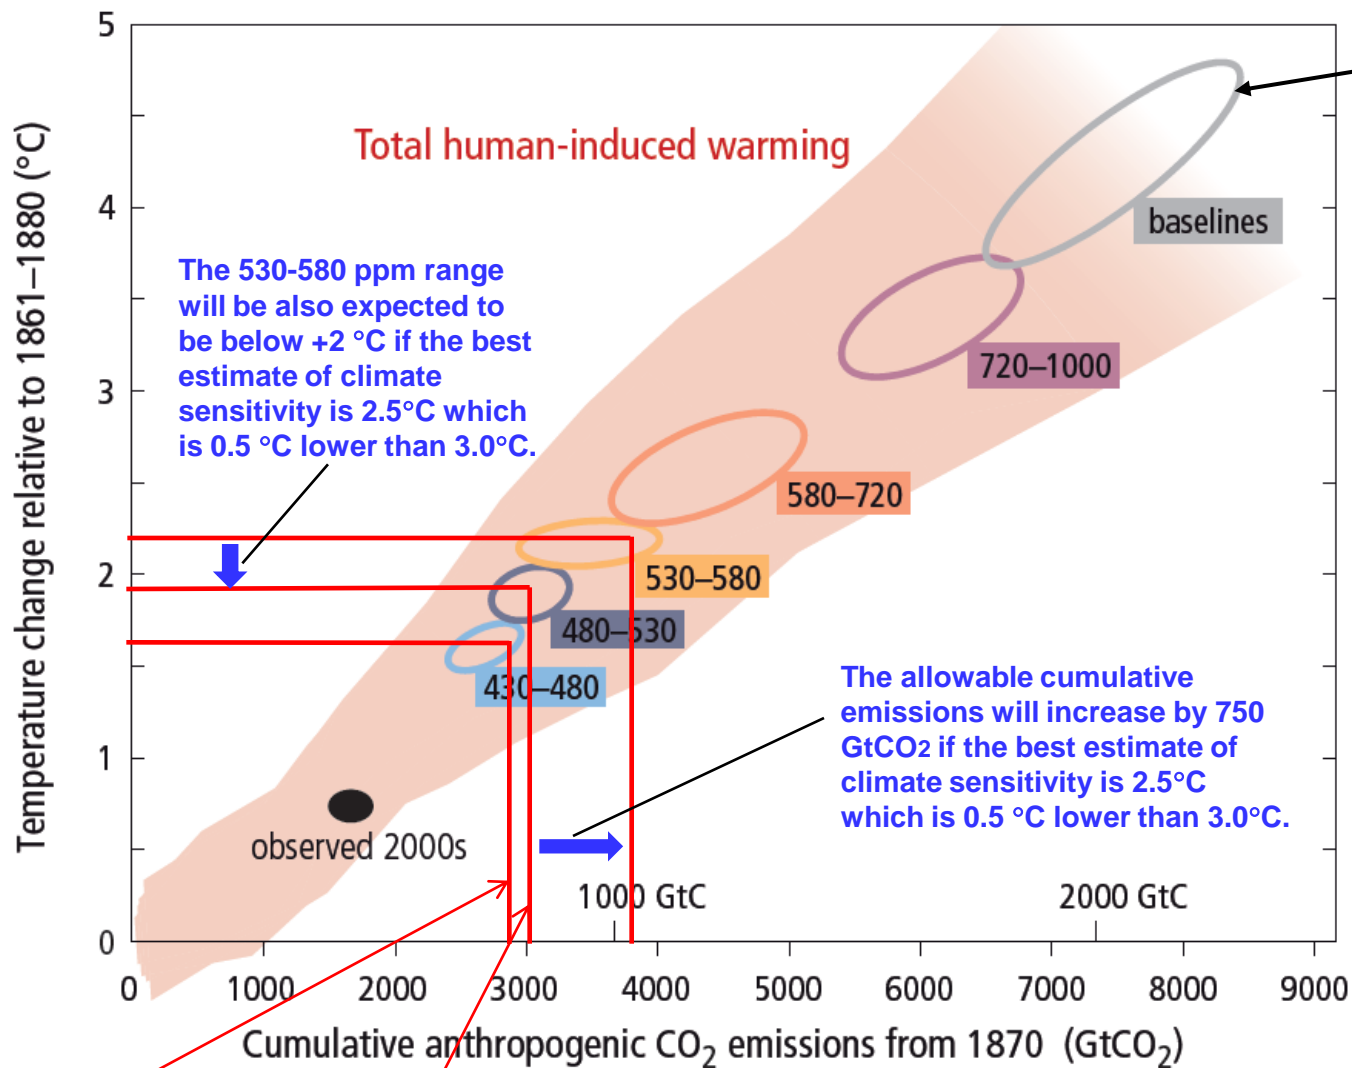 5
Total human-induced warming
4
baselines
The 530-580 ppm range
will be also expected to
be below +2 °C if the best
estimate of climate
sensitivity is 2.5°C which
is 0.5 °C lower than 3.0°C.
3
720–1000
580–720
2
530–580
480–530
430–480
The allowable cumulative
emissions will increase by 750
GtCO2 if the best estimate of
climate sensitivity is 2.5°C
which is 0.5 °C lower than 3.0°C.
1
observed 2000s
1000 GtC
2000 GtC
0
Temperature change relative to 1861–1880 (°C)
0 1000 2000 3000 4000 5000 6000 7000 8000 9000
Cumulative anthropogenic CO₂ emissions from 1870 (GtCO₂)